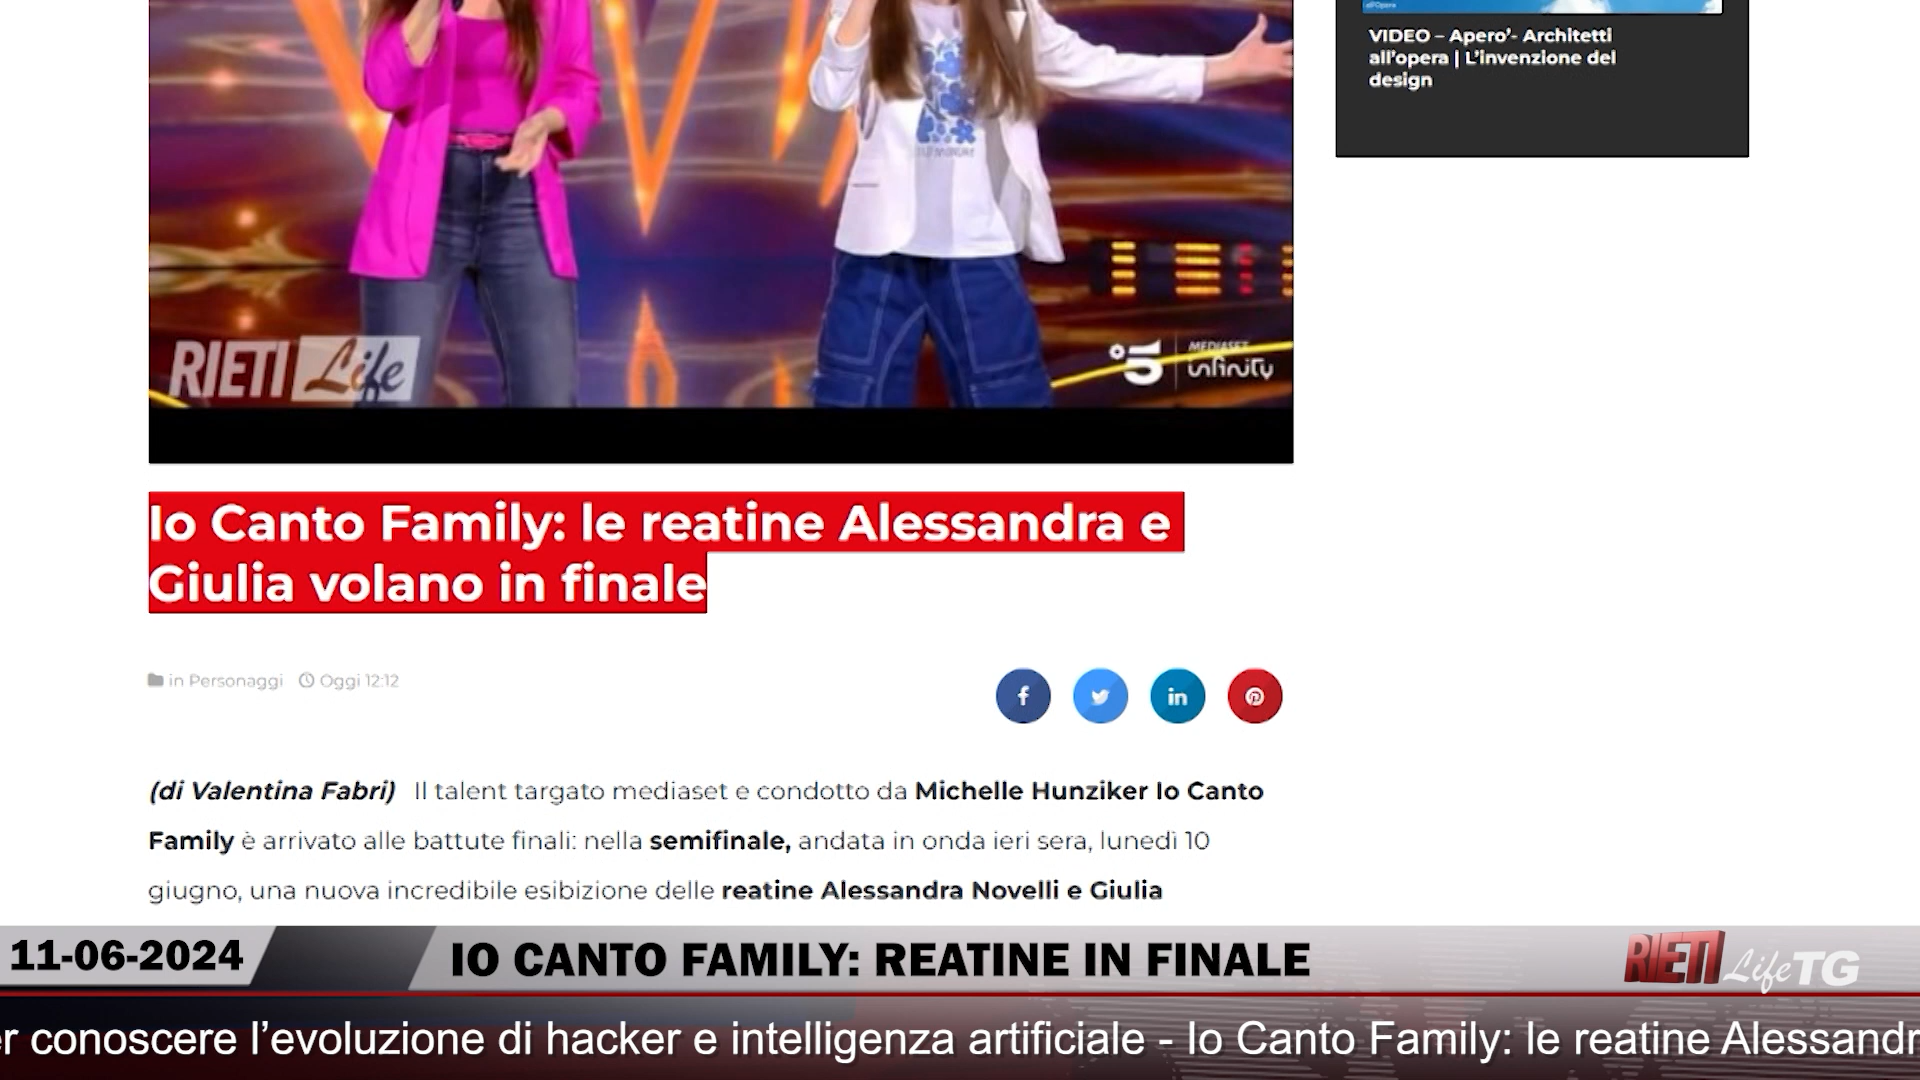 all'Opera
VIDEO – Apero'- Architetti
all'opera | L'invenzione del
design
RIETI Life
5 MEDIASET
infinity
Io Canto Family: le reatine Alessandra e
Giulia volano in finale
in Personaggi Oggi 12:12
(di Valentina Fabri) Il talent targato mediaset e condotto da Michelle Hunziker Io Canto
Family è arrivato alle battute finali: nella semifinale, andata in onda ieri sera, lunedì 10
giugno, una nuova incredibile esibizione delle reatine Alessandra Novelli e Giulia
11-06-2024
IO CANTO FAMILY: REATINE IN FINALE
RIETI Life TG
r conoscere l'evoluzione di hacker e intelligenza artificiale - Io Canto Family: le reatine Alessandr